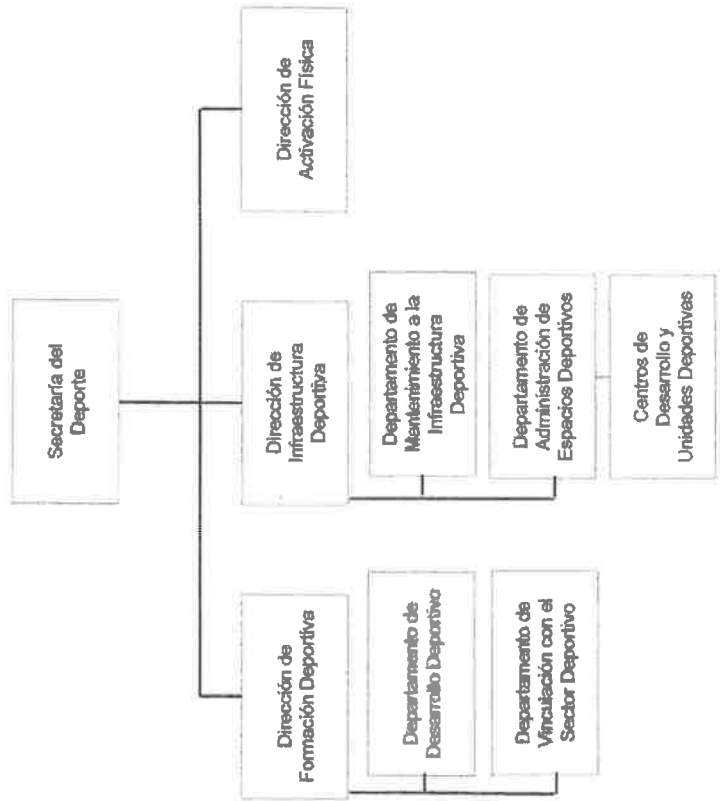 Secretaría del
Deporte
Dirección de
Formación Deportiva
Departamento de
Desarrollo Deportivo
Departamento de
Vinculación con el
Sector Deportivo
Dirección de
Infraestructura
Deportiva
Departamento de
Mantenimiento a la
Infraestructura
Deportiva
Departamento de
Administración de
Espacios Deportivos
Centros de
Desarrollo y
Unidades Deportivas
Dirección de
Activación Física